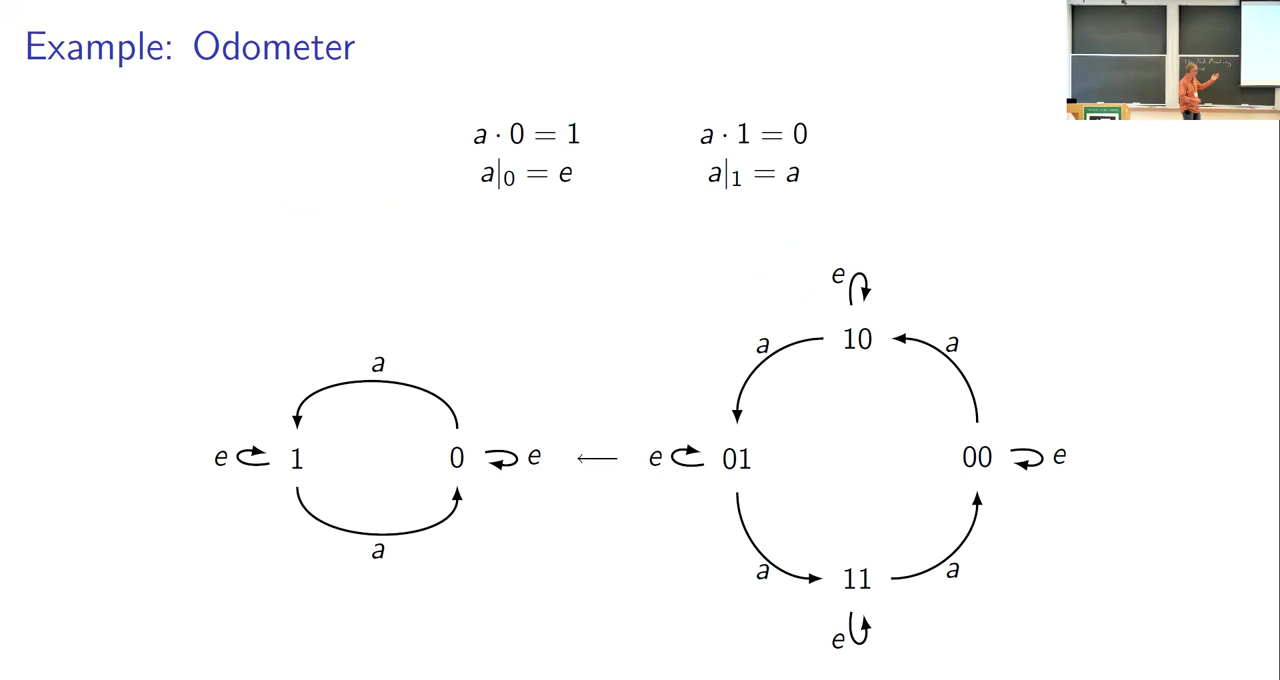 Example: Odometer
a · 0 = 1
a|₀ = e
a · 1 = 0
a|₁ = a
a
e 1 0 e
a
←
e
10
a a
e 01 00 e
a a
11
e